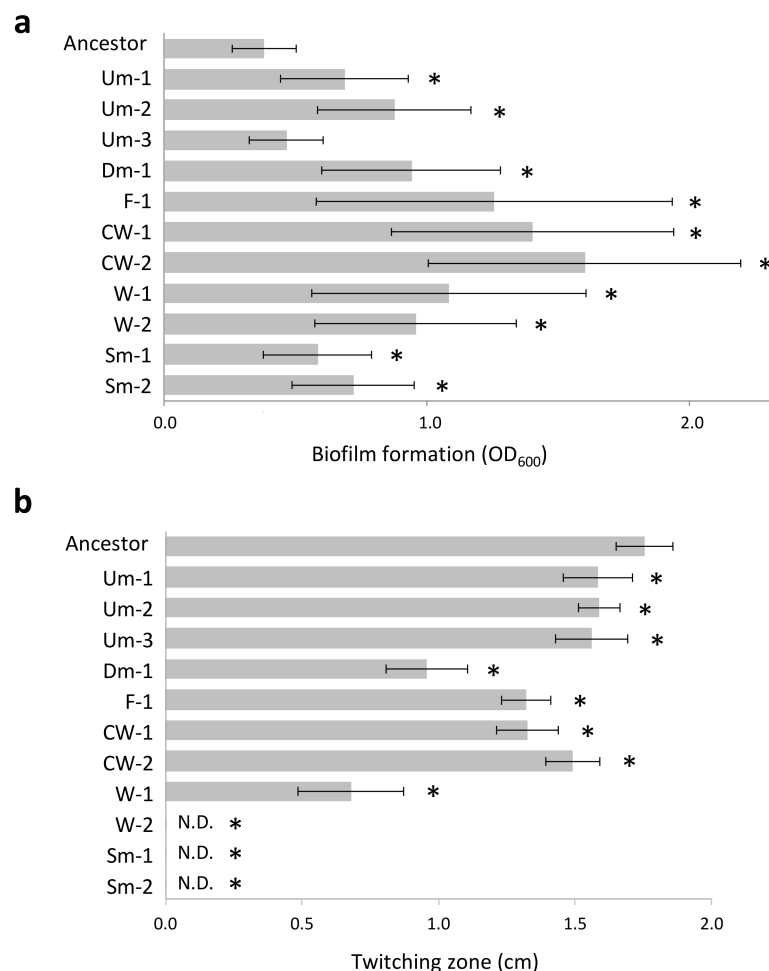 a
Ancestor
Um-1 *
Um-2 *
Um-3
Dm-1 *
F-1 *
CW-1 *
CW-2 *
W-1 *
W-2 *
Sm-1 *
Sm-2 *
0.0 1.0 2.0
Biofilm formation (OD600)
b
Ancestor
Um-1 *
Um-2 *
Um-3 *
Dm-1 *
F-1 *
CW-1 *
CW-2 *
W-1 *
W-2 N.D. *
Sm-1 N.D. *
Sm-2 N.D. *
0.0 0.5 1.0 1.5 2.0
Twitching zone (cm)